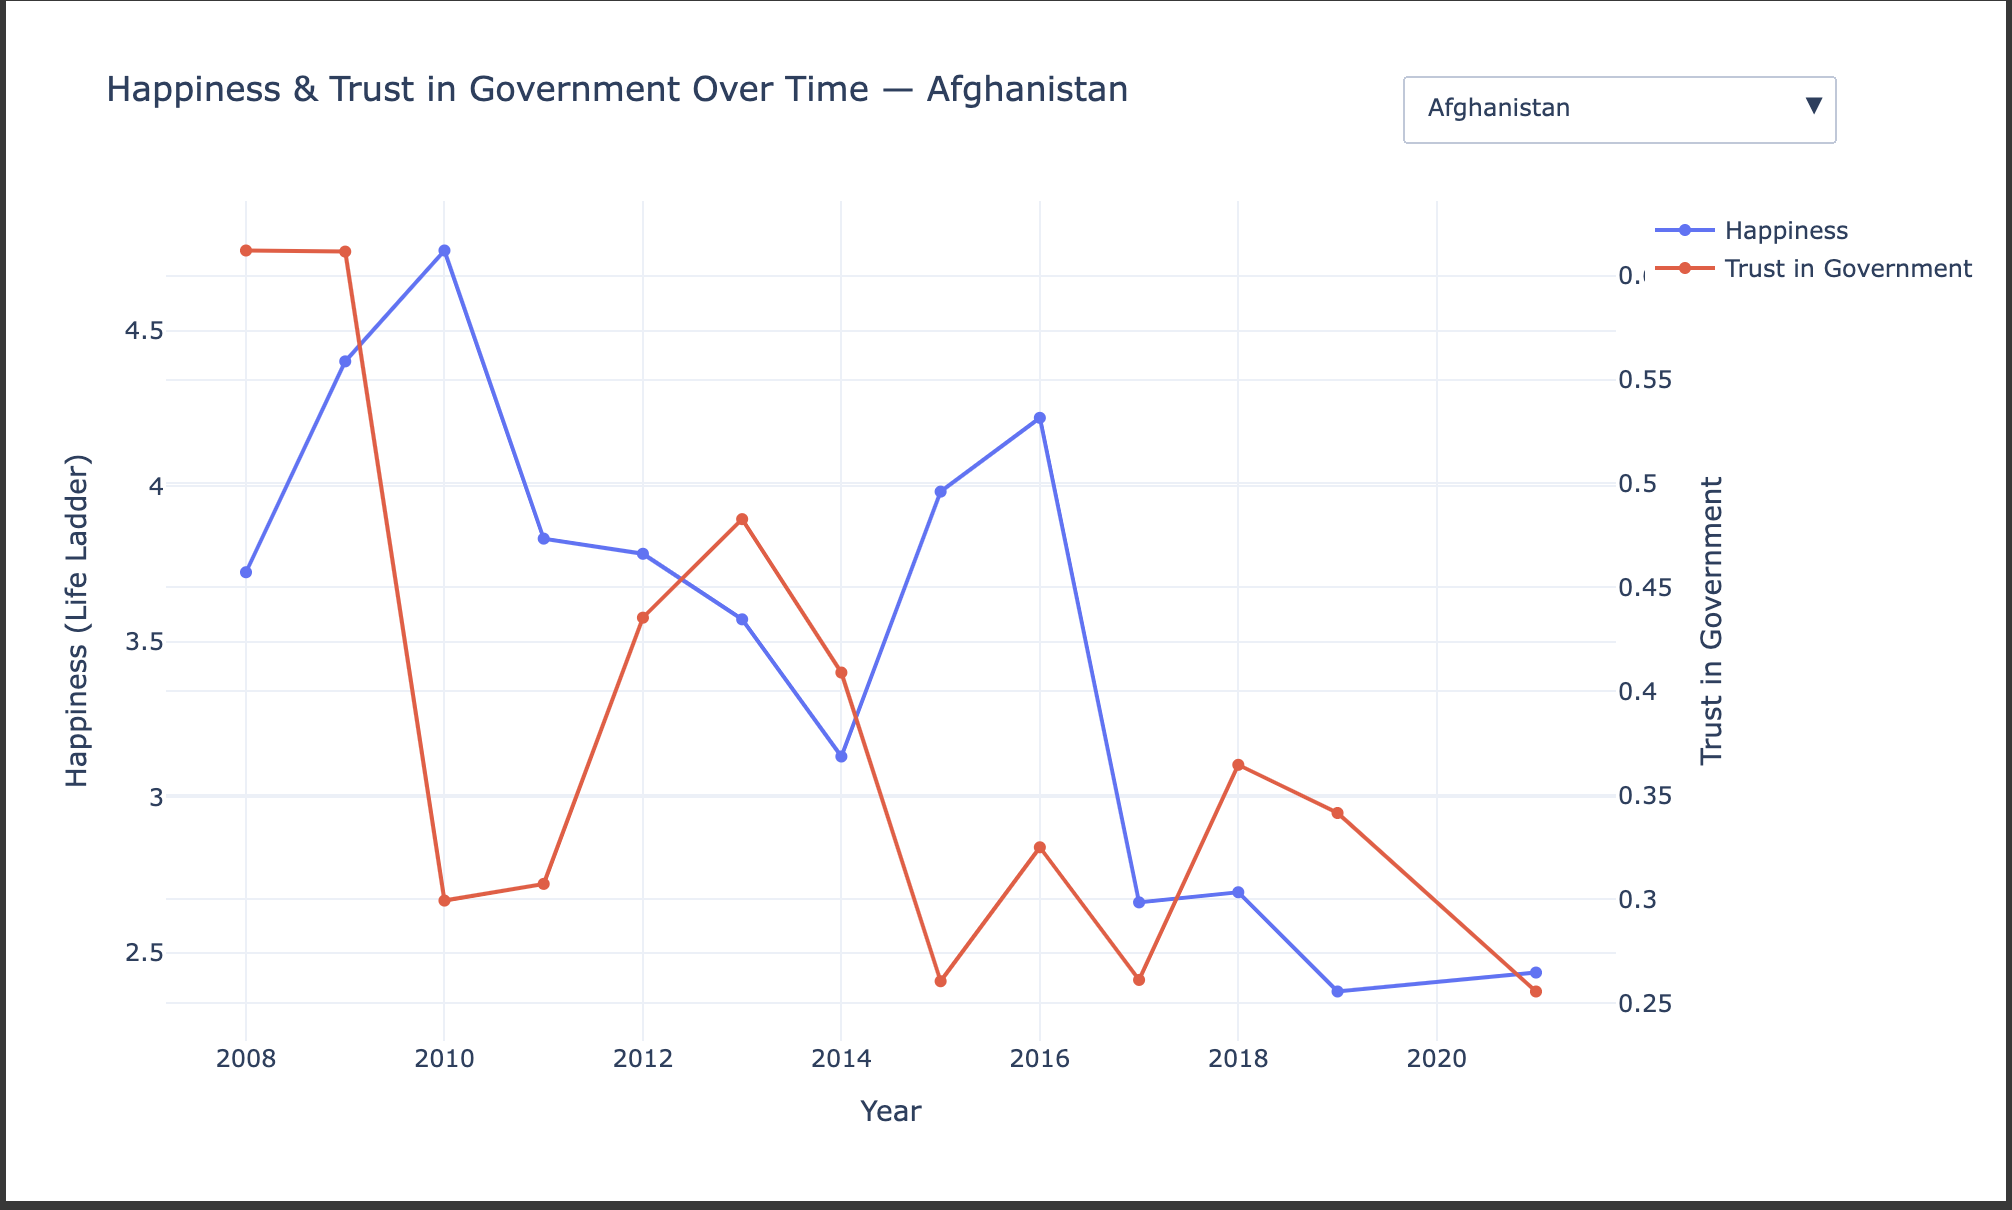 Happiness & Trust in Government Over Time — Afghanistan
Afghanistan
▼
Happiness
Trust in Government
4.5
4
3.5
3
2.5
Happiness (Life Ladder)
0.55
0.5
0.45
0.4
0.35
0.3
0.25
Trust in Government
2008
2010
2012
2014
2016
2018
2020
Year